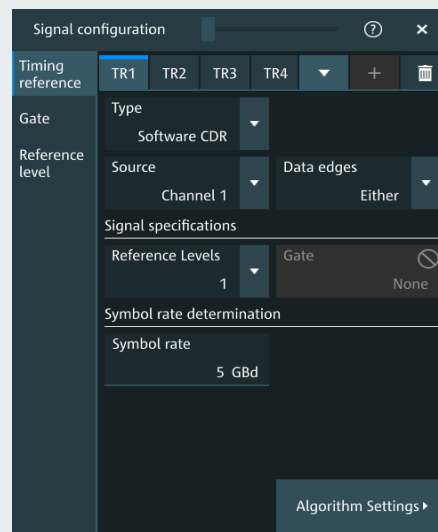 Signal configuration
?
×
Timing
reference
TR1
TR2
TR3
TR4
+
Gate
Reference
level
Type
Software CDR
Source
Channel 1
Data edges
Either
Signal specifications
Reference Levels
1
Gate
None
Symbol rate determination
Symbol rate
5 GBd
Algorithm Settings